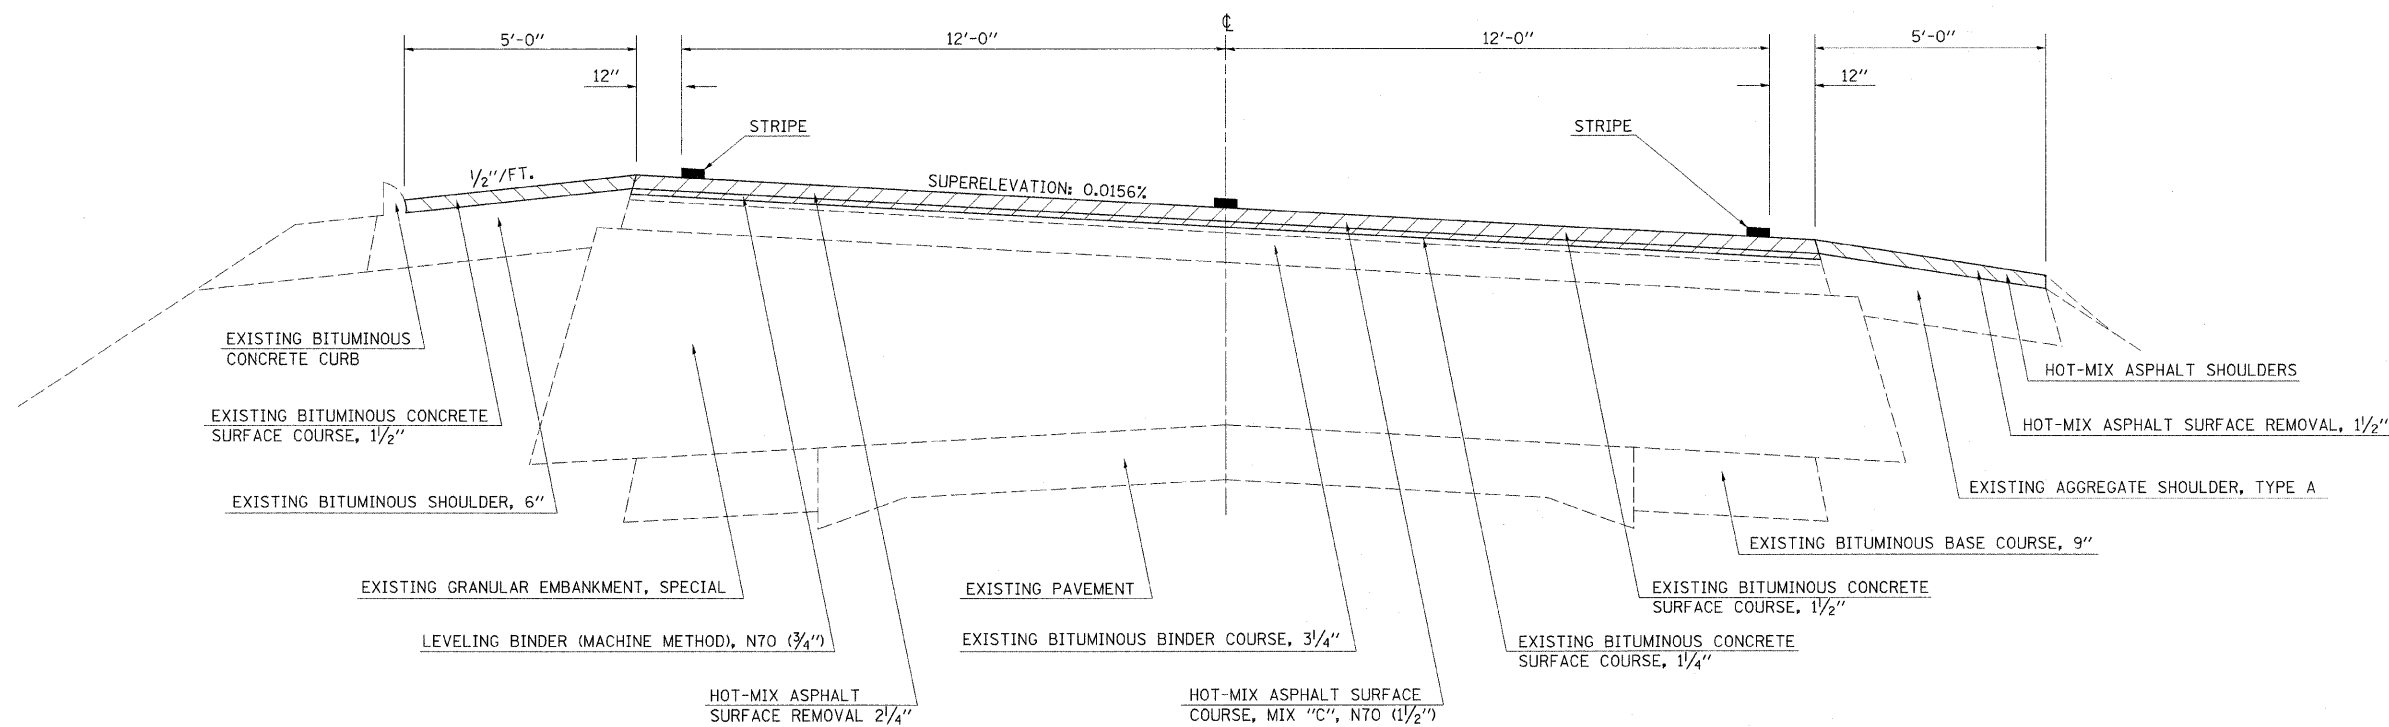 ℄
5'-0" 12'-0" 12'-0" 5'-0"
12" 12"
STRIPE STRIPE
1/2"/FT.
SUPERELEVATION: 0.0156%
EXISTING BITUMINOUS
CONCRETE CURB
HOT-MIX ASPHALT SHOULDERS
EXISTING BITUMINOUS CONCRETE
SURFACE COURSE, 1 1/2"
HOT-MIX ASPHALT SURFACE REMOVAL, 1 1/2"
EXISTING BITUMINOUS SHOULDER, 6"
EXISTING AGGREGATE SHOULDER, TYPE A
EXISTING BITUMINOUS BASE COURSE, 9"
EXISTING GRANULAR EMBANKMENT, SPECIAL
EXISTING PAVEMENT
EXISTING BITUMINOUS CONCRETE
SURFACE COURSE, 1 1/2"
LEVELING BINDER (MACHINE METHOD), N70 (3/4")
EXISTING BITUMINOUS BINDER COURSE, 3 1/4"
EXISTING BITUMINOUS CONCRETE
SURFACE COURSE, 1 1/4"
HOT-MIX ASPHALT
SURFACE REMOVAL 2 1/4"
HOT-MIX ASPHALT SURFACE
COURSE, MIX "C", N70 (1 1/2")